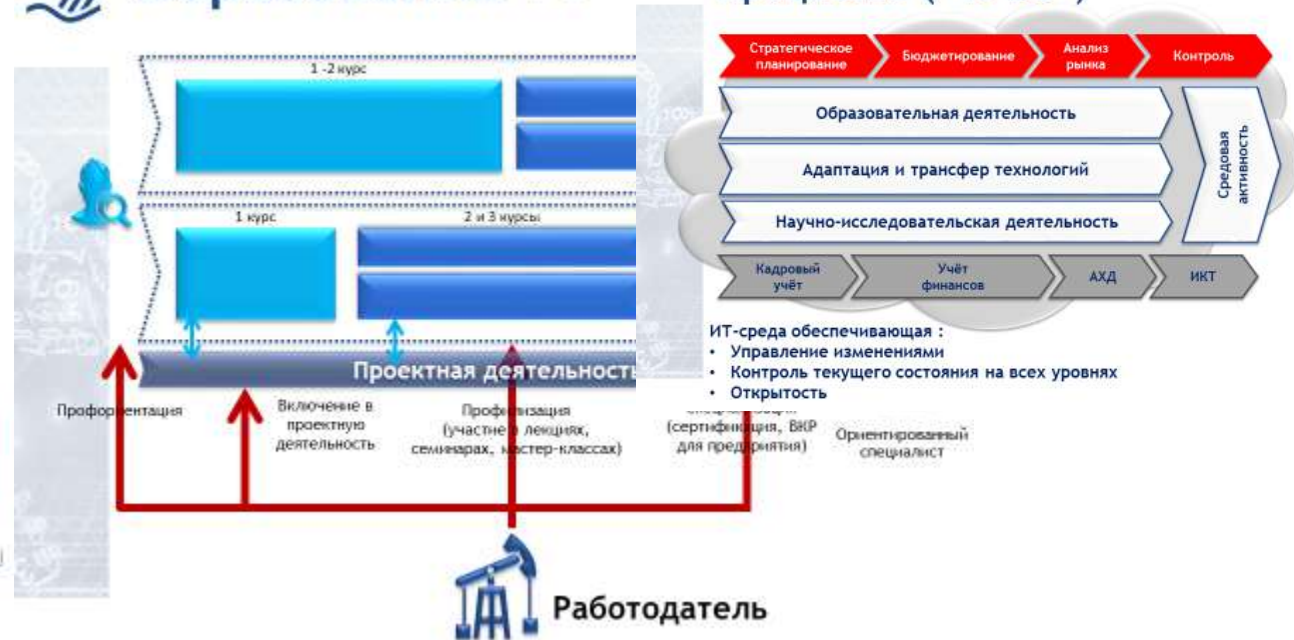 1 -2 курс
1 курс
2 и 3 курсы
Проектная деятельность
Профориентация
Включение в
проектную
деятельность
Профилизация
(участие в лекциях,
семинарах, мастер-классах)
(сертификация, ВКР
для предприятия)
Ориентированный
специалист
Работодатель
Стратегическое
планирование
Бюджетирование
Анализ
рынка
Контроль
Образовательная деятельность
Адаптация и трансфер технологий
Научно-исследовательская деятельность
Средовая
активность
Кадровый
учёт
Учёт
финансов
АХД
ИКТ
ИТ-среда обеспечивающая :
• Управление изменениями
• Контроль текущего состояния на всех уровнях
• Открытость